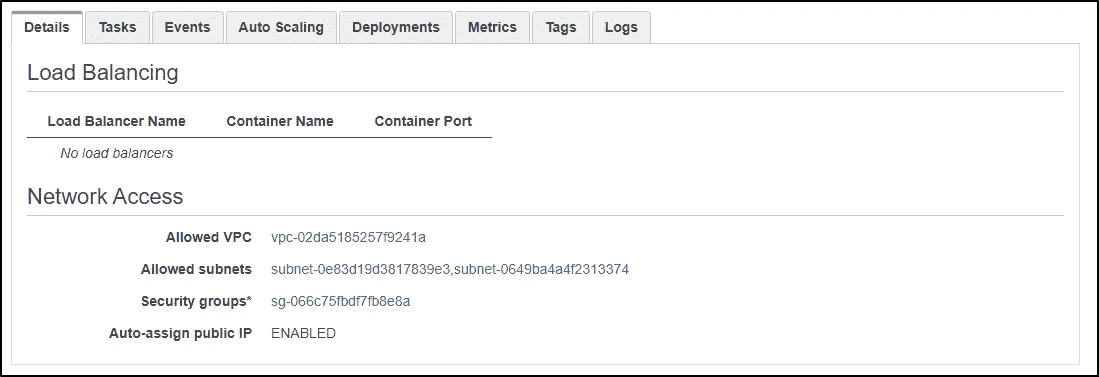 Details Tasks Events Auto Scaling Deployments Metrics Tags Logs
Load Balancing
Load Balancer Name Container Name Container Port
No load balancers
Network Access
Allowed VPC vpc-02da5185257f9241a
Allowed subnets subnet-0e83d19d3817839e3,subnet-0649ba4a4f2313374
Security groups* sg-066c75fbdf7fb8e8a
Auto-assign public IP ENABLED